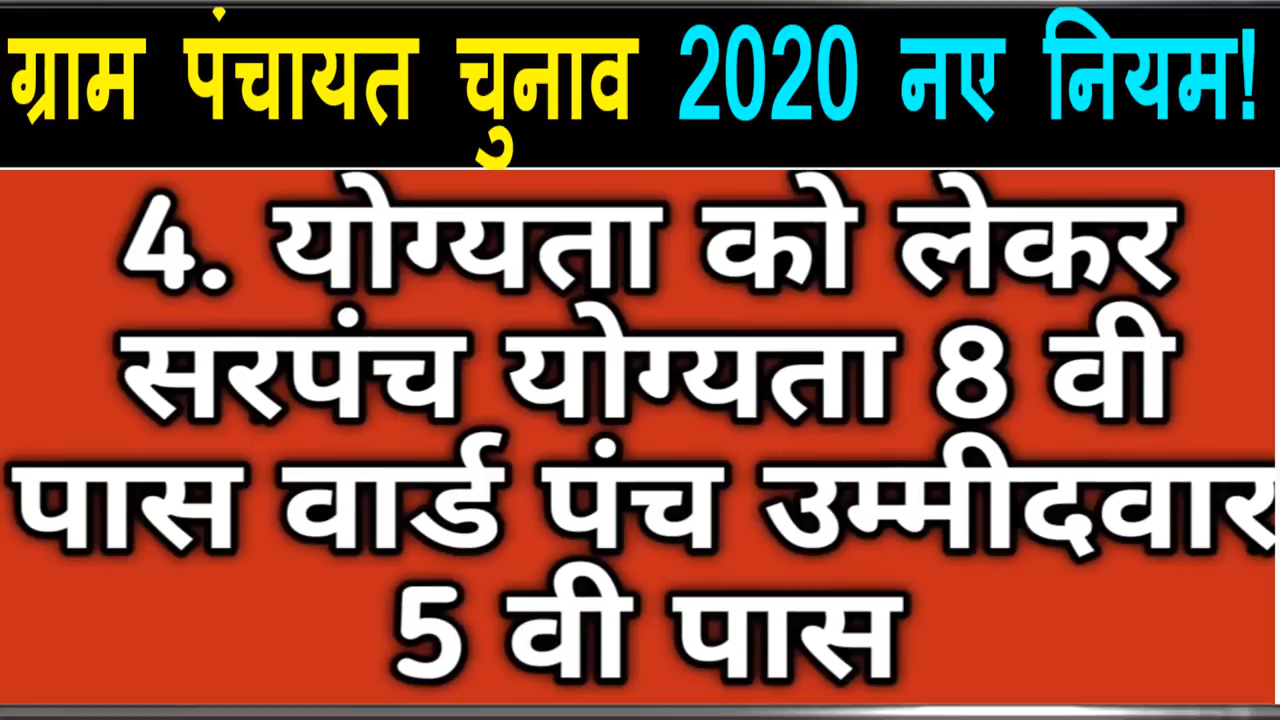 ग्राम पंचायत चुनाव 2020 नए नियम!
4. योग्यता को लेकर
सरपंच योग्यता 8 वी
पास वार्ड पंच उम्मीदवार
5 वी पास